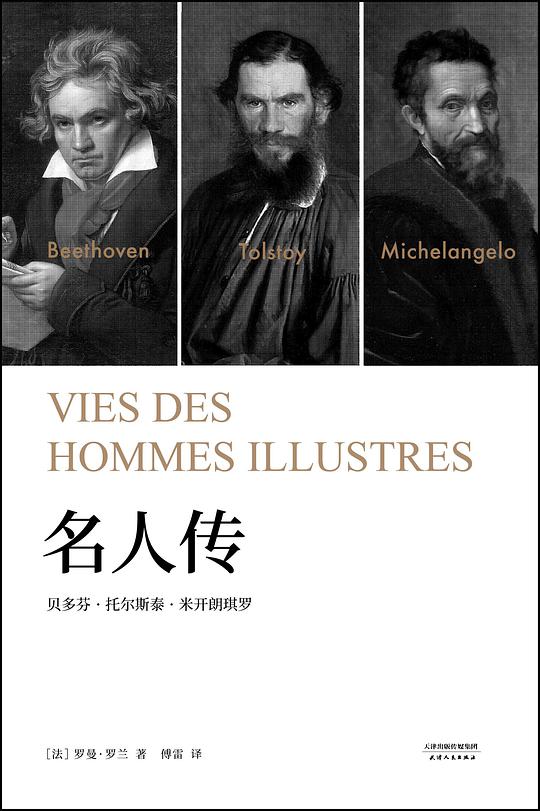 Beethoven
Tolstoy
Michelangelo
VIES DES
HOMMES ILLUSTRES
名人传
贝多芬·托尔斯泰·米开朗琪罗
[法]罗曼·罗兰 著 傅雷 译
天津出版传媒集团
天津人民出版社